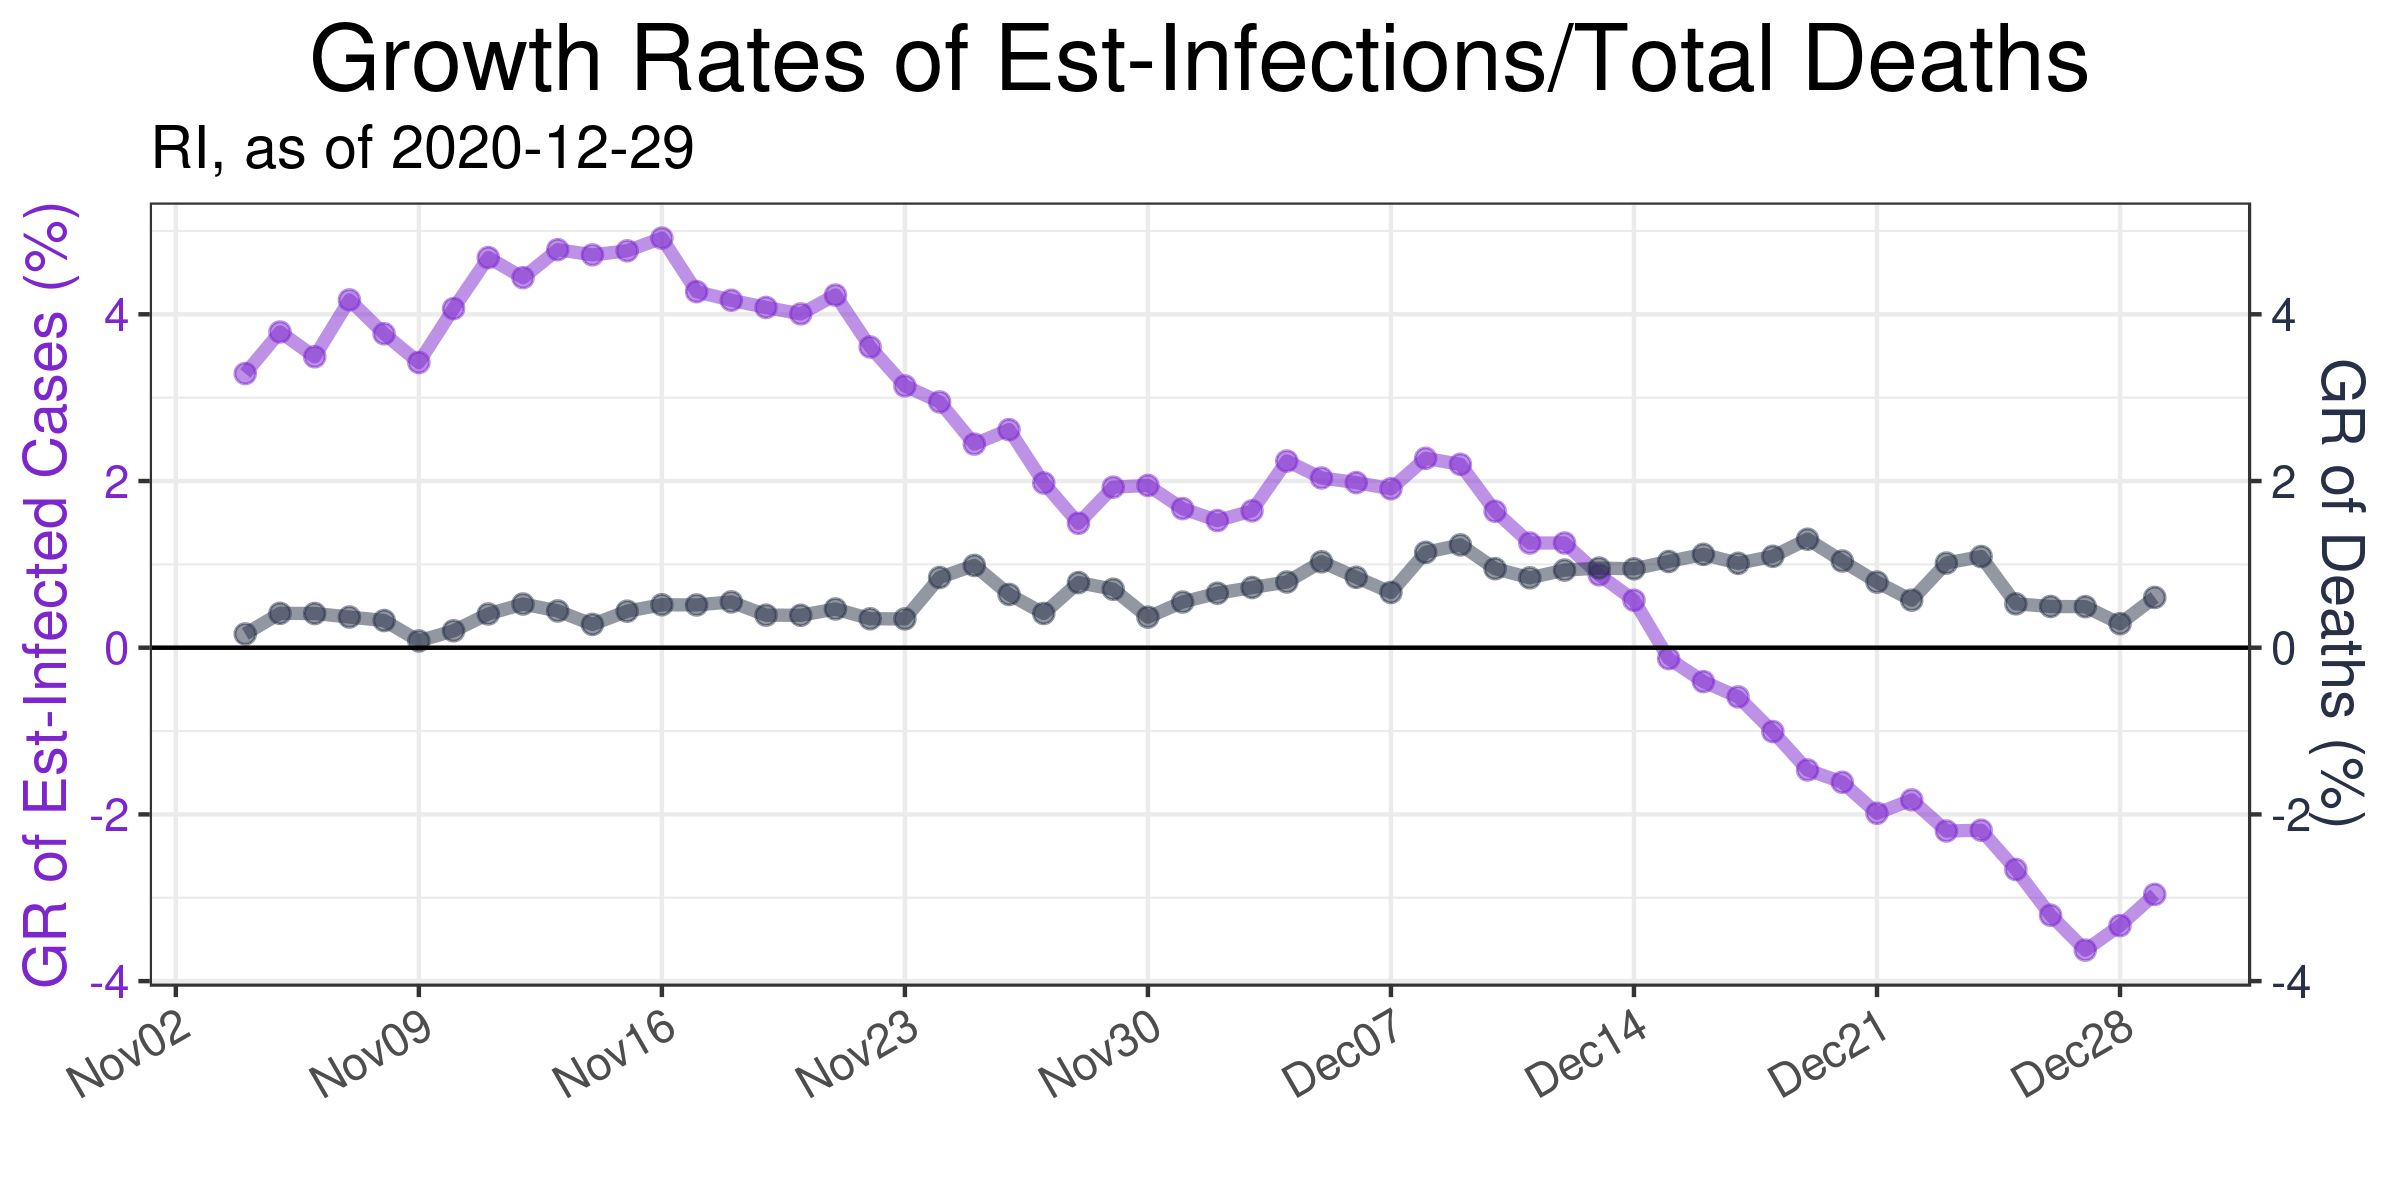 Growth Rates of Est-Infections/Total Deaths
RI, as of 2020-12-29
GR of Est-Infected Cases (%)
4
2
0
-2
-4
4
2
0
-2
-4
GR of Deaths (%)
Nov02
Nov09
Nov16
Nov23
Nov30
Dec07
Dec14
Dec21
Dec28